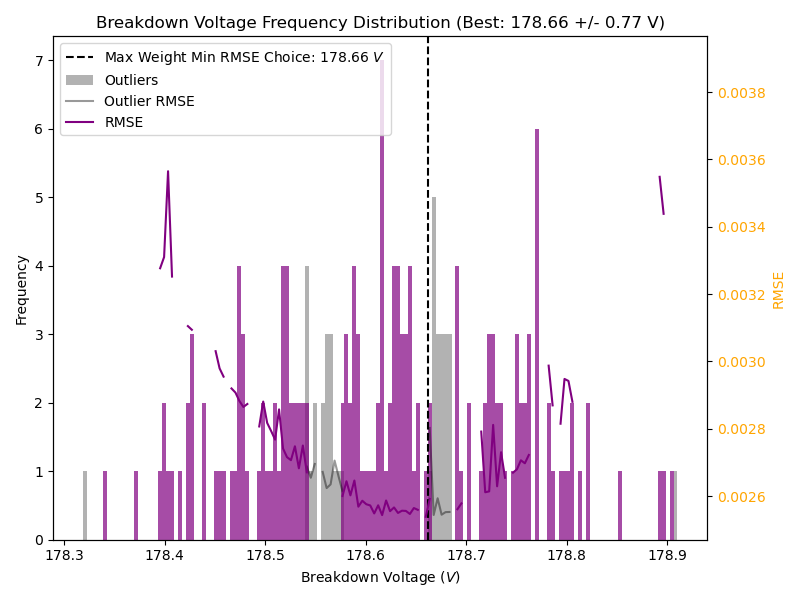 Breakdown Voltage Frequency Distribution (Best: 178.66 +/- 0.77 V)
Max Weight Min RMSE Choice: 178.66 V
Outliers
Outlier RMSE
RMSE
Frequency
7
6
5
4
3
2
1
0
0.0038
0.0036
0.0034
0.0032
0.0030
0.0028
0.0026
RMSE
178.3 178.4 178.5 178.6 178.7 178.8 178.9
Breakdown Voltage (V)